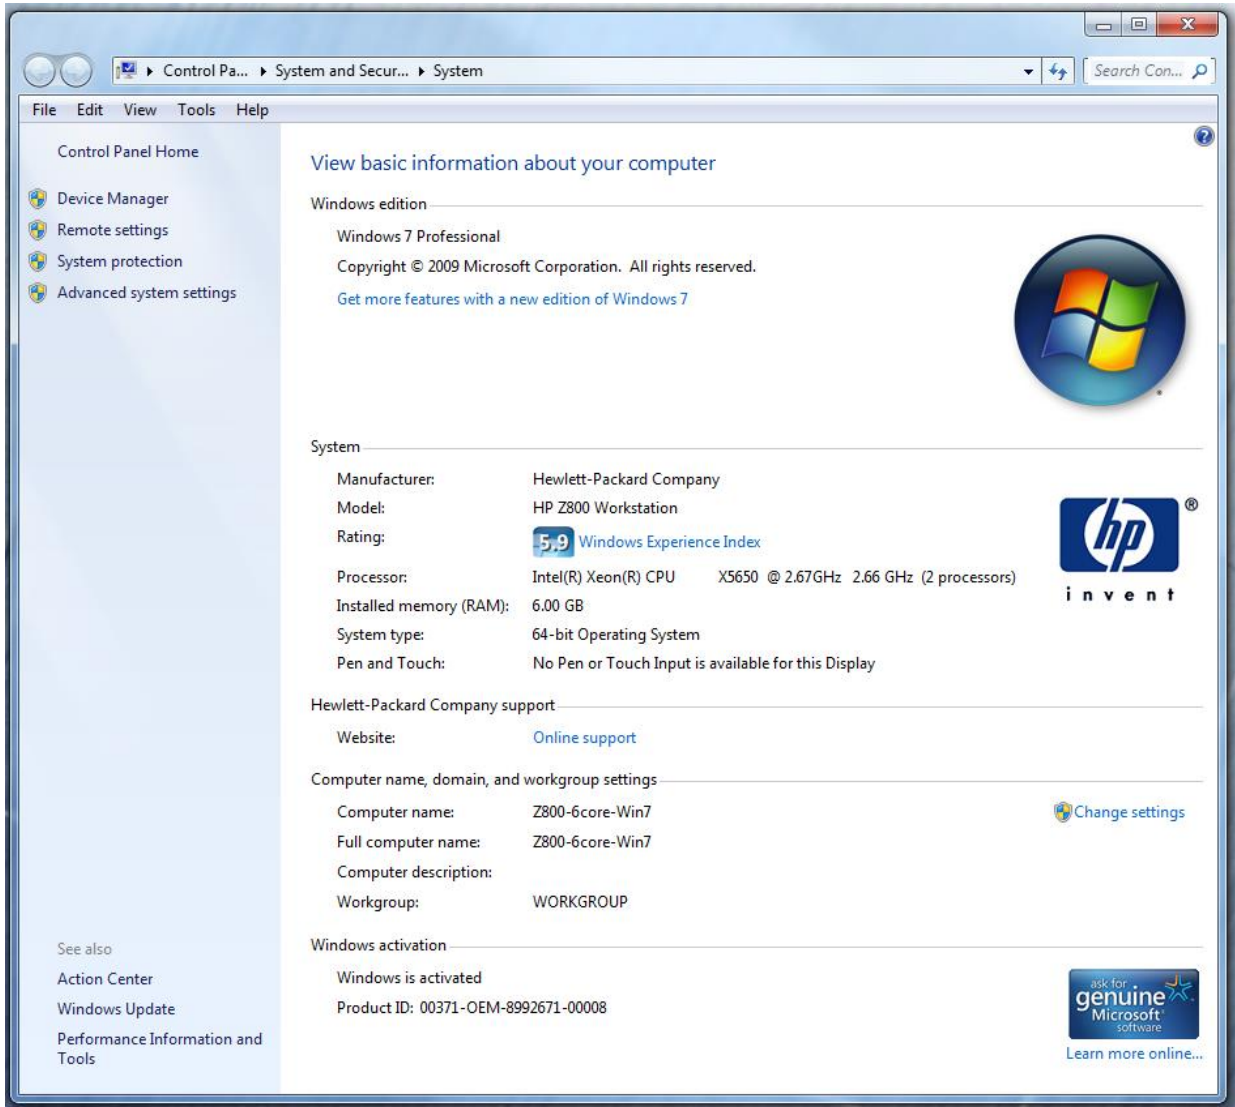 Control Pa... System and Secur... System
Search Con...
File Edit View Tools Help
Control Panel Home
Device Manager
Remote settings
System protection
Advanced system settings
See also
Action Center
Windows Update
Performance Information and
Tools
View basic information about your computer
Windows edition
Windows 7 Professional
Copyright © 2009 Microsoft Corporation. All rights reserved.
Get more features with a new edition of Windows 7
System
Manufacturer: Hewlett-Packard Company
Model: HP Z800 Workstation
Rating: 5,9 Windows Experience Index
Processor: Intel(R) Xeon(R) CPU X5650 @ 2.67GHz 2.66 GHz (2 processors)
Installed memory (RAM): 6.00 GB
System type: 64-bit Operating System
Pen and Touch: No Pen or Touch Input is available for this Display
hp ®
invent
Hewlett-Packard Company support
Website: Online support
Computer name, domain, and workgroup settings
Computer name: Z800-6core-Win7
Change settings
Full computer name: Z800-6core-Win7
Computer description:
Workgroup: WORKGROUP
Windows activation
Windows is activated
Product ID: 00371-OEM-8992671-00008
ask for
genuine
Microsoft
software
Learn more online...